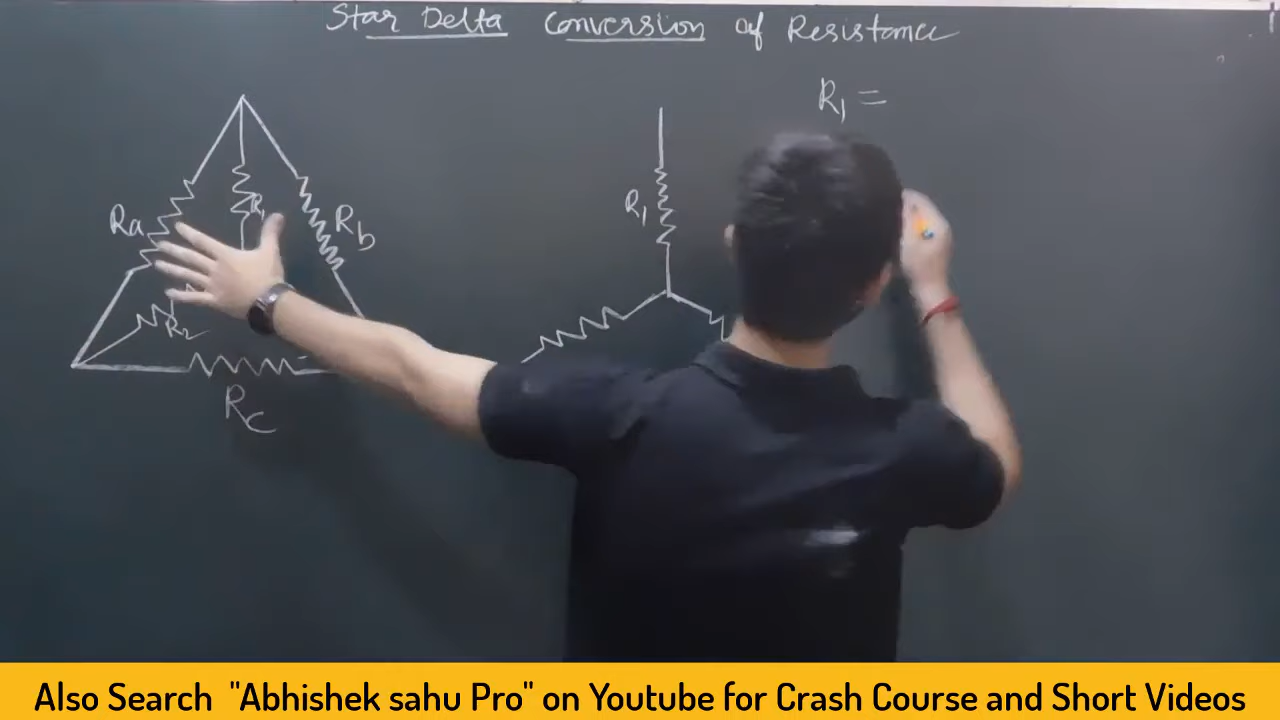 Star Delta Conversion of Resistance
R1 =
Ra
R1
Rb
R1
R2
Rc
Also Search "Abhishek sahu Pro" on Youtube for Crash Course and Short Videos